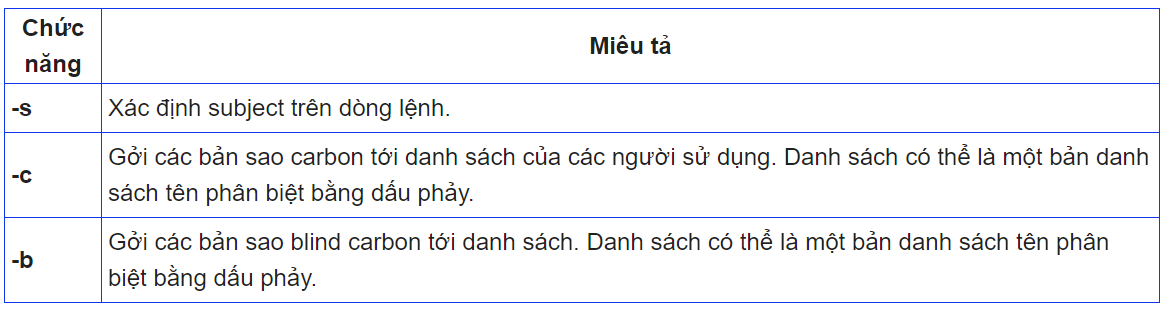 Chức
năng
Miêu tả
-s
Xác định subject trên dòng lệnh.
-c
Gởi các bản sao carbon tới danh sách của các người sử dụng. Danh sách có thể là một bản danh
sách tên phân biệt bằng dấu phảy.
-b
Gởi các bản sao blind carbon tới danh sách. Danh sách có thể là một bản danh sách tên phân
biệt bằng dấu phảy.